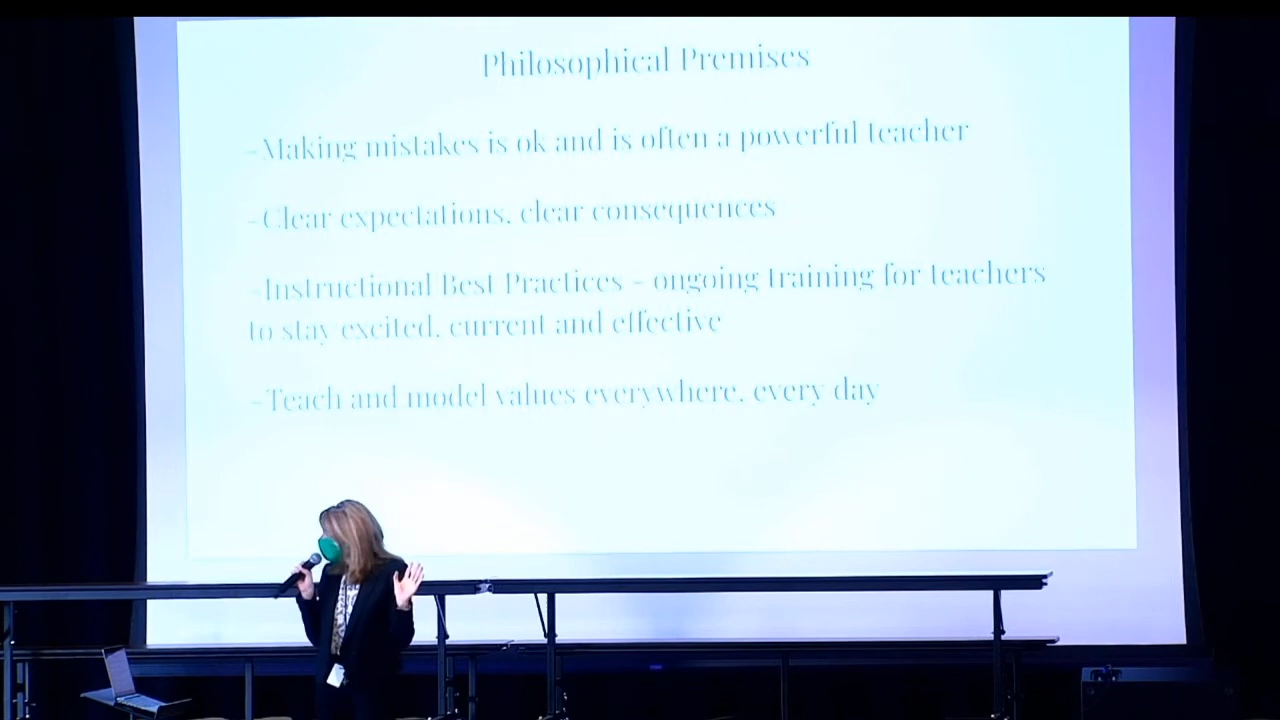 Philosophical Premises
-Making mistakes is ok and is often a powerful teacher
-Clear expectations, clear consequences
-Instructional Best Practices - ongoing training for teachers
to stay excited, current and effective
-Teach and model values everywhere, every day